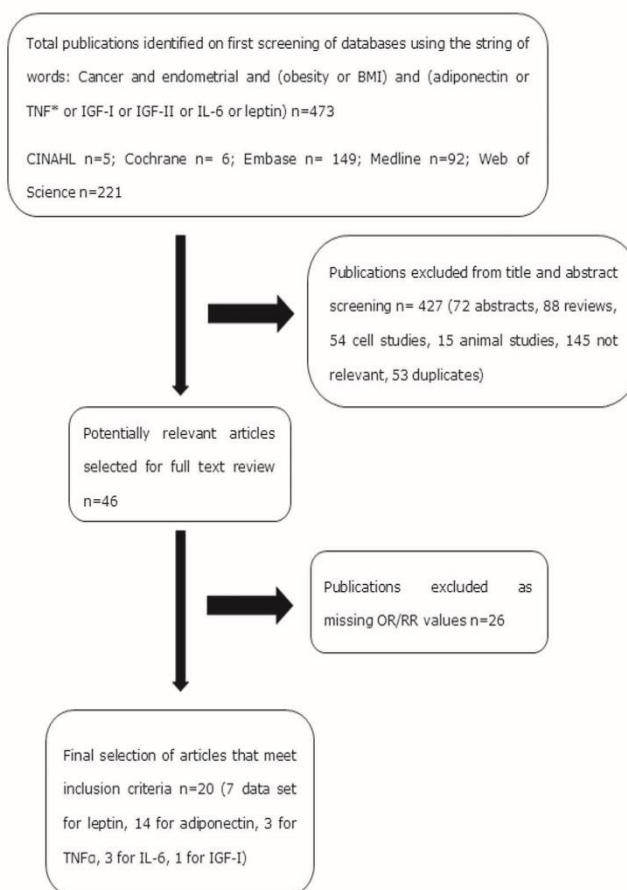 Total publications identified on first screening of databases using the string of
words: Cancer and endometrial and (obesity or BMI) and (adiponectin or
TNF* or IGF-I or IGF-II or IL-6 or leptin) n=473
CINAHL n=5; Cochrane n= 6; Embase n= 149; Medline n=92; Web of
Science n=221
Publications excluded from title and abstract
screening n= 427 (72 abstracts, 88 reviews,
54 cell studies, 15 animal studies, 145 not
relevant, 53 duplicates)
Potentially relevant articles
selected for full text review
n=46
Publications excluded as
missing OR/RR values n=26
Final selection of articles that meet
inclusion criteria n=20 (7 data set
for leptin, 14 for adiponectin, 3 for
TNFα, 3 for IL-6, 1 for IGF-I)